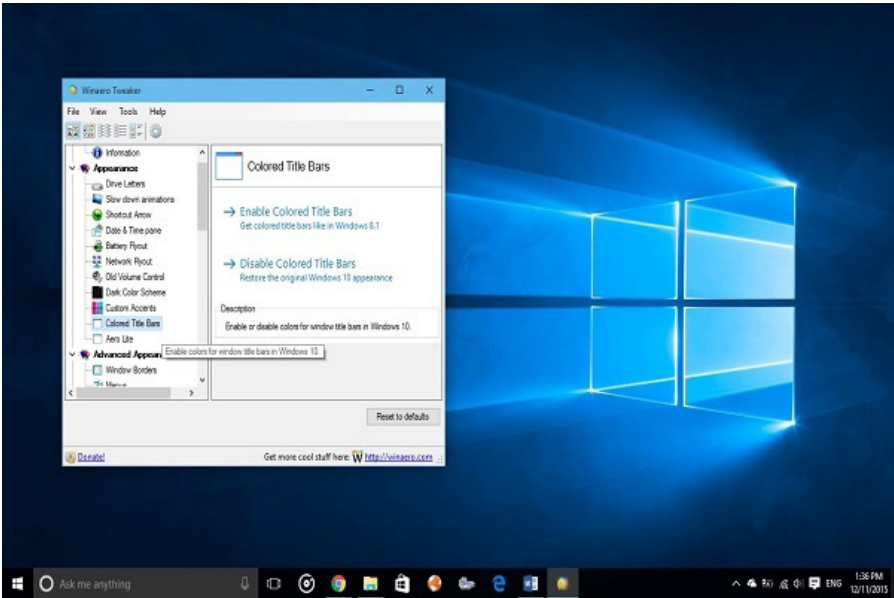 Winaero Tweaker
File View Tools Help
Information
Appearance
Drive Letters
Slow down animations
Shortcut Arrow
Date & Time pane
Battery Flyout
Network Flyout
Old Volume Control
Dark Color Scheme
Custom Accents
Colored Title Bars
Aero Lite
Advanced Appearan
Window Borders
Menus
Enable colors for window title bars in Windows 10.
Colored Title Bars
Enable Colored Title Bars
Get colored title bars like in Windows 8.1
Disable Colored Title Bars
Restore the original Windows 10 appearance
Description
Enable or disable colors for window title bars in Windows 10.
Reset to defaults
Donate!
Get more cool stuff here: W http://winaero.com
Ask me anything
ENG
1:36 PM
12/11/2015